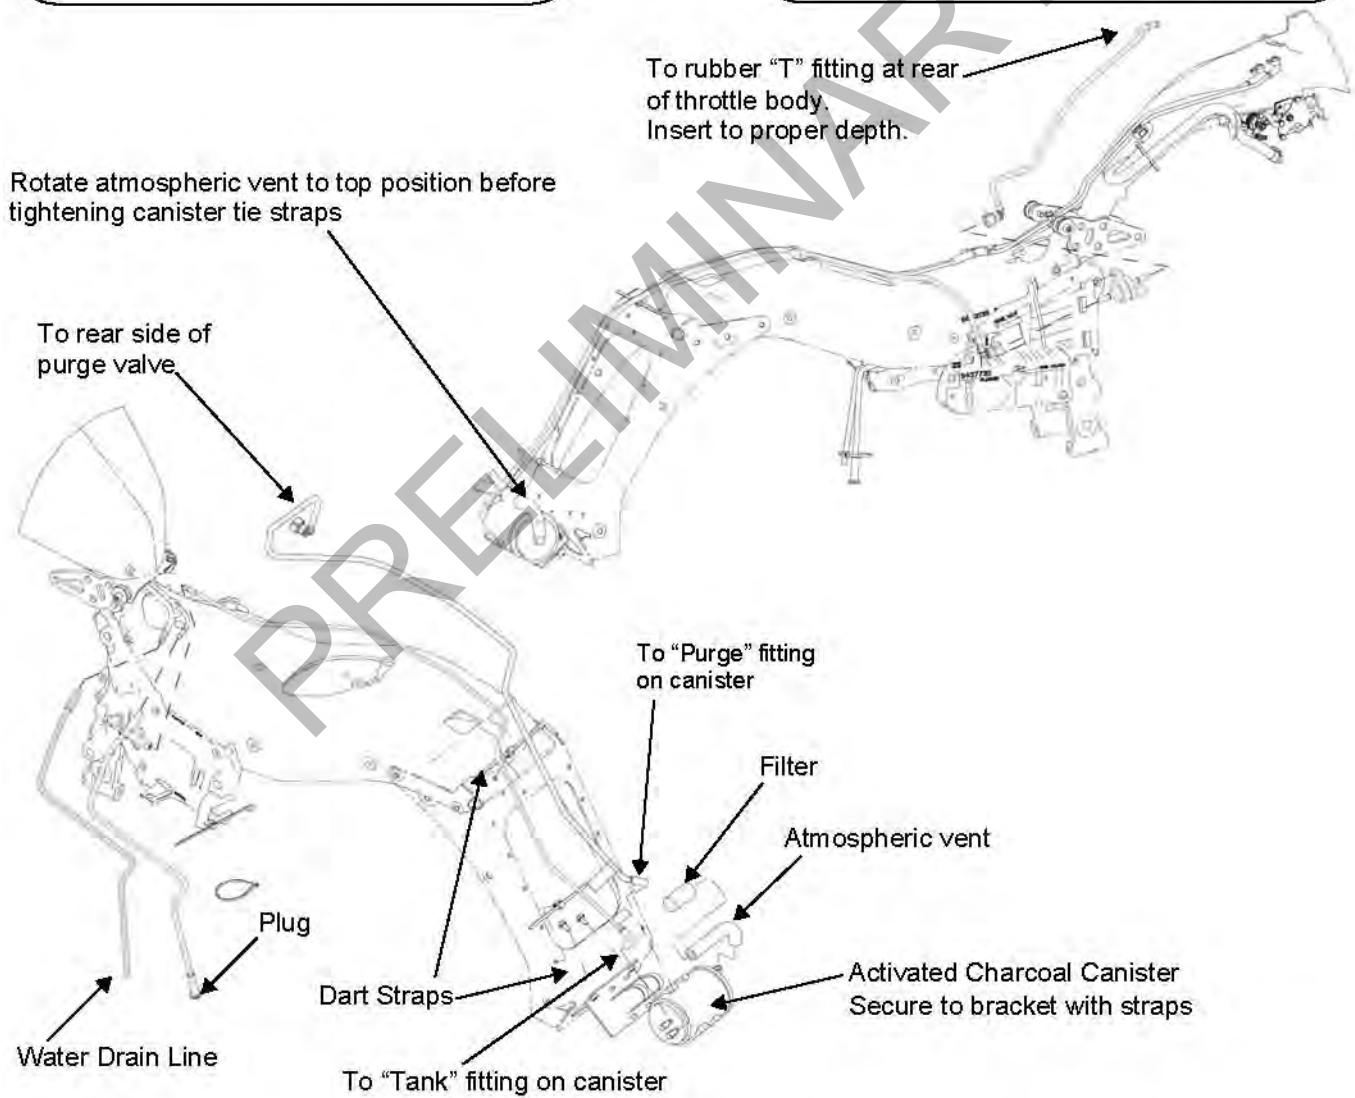 To rubber “T” fitting at rear
of throttle body.
Insert to proper depth.
Rotate atmospheric vent to top position before
tightening canister tie straps
To rear side of
purge valve
PRELIMINARY
To “Purge” fitting
on canister
Filter
Atmospheric vent
Plug
Dart Straps
Activated Charcoal Canister
Secure to bracket with straps
Water Drain Line
To “Tank” fitting on canister